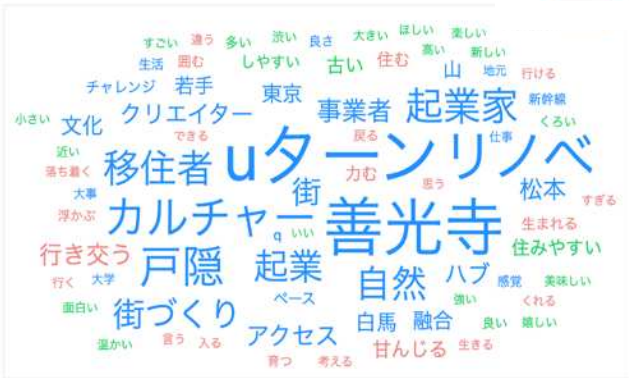 すごい 違う 多い 渋い 良さ 大きい ほしい 楽しい
生活 囲む しやすい 古い 住む 高い 新しい
チャレンジ 若手 東京 山 地元 行ける
小さい 文化 クリエイター 事業者 起業家 新幹線
できる 戻る 仕事 くろい
近い 移住者 uターン リノベ
落ち着く 力む 思う
大事 街 松本 すぎる
浮かぶ カルチャー q いい 善光寺 生まれる
行き交う 戸隠 起業 自然 ハブ 住みやすい
行く 大学 感覚 美味しい
面白い 街づくり ペース 強い くれる
アクセス 白馬 融合 良い 嬉しい
温かい 言う 入る 甘んじる 生きる
育つ 考える